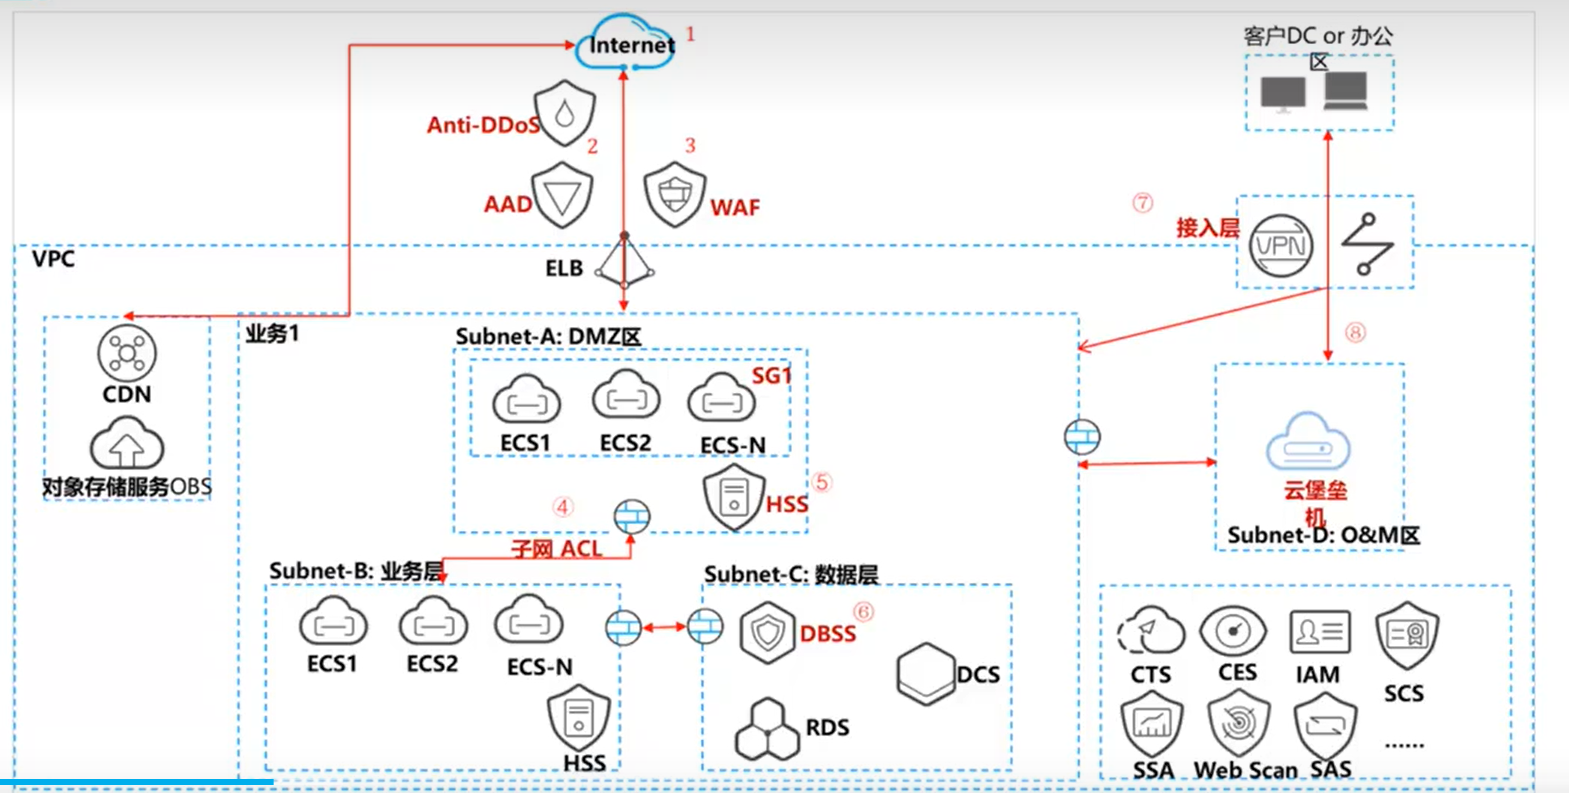 Internet
1
客户DC or 办公
区
Anti-DDoS
2
3
AAD
WAF
⑦
接入层
VPN
VPC
ELB
⑧
业务1
Subnet-A: DMZ区
CDN
SG1
ECS1
ECS2
ECS-N
对象存储服务OBS
⑤
HSS
④
云堡垒
机
Subnet-D: O&M区
子网 ACL
Subnet-B: 业务层
Subnet-C: 数据层
⑥
DBSS
ECS1
ECS2
ECS-N
DCS
CTS
CES
IAM
SCS
RDS
HSS
SSA
Web Scan
SAS
......